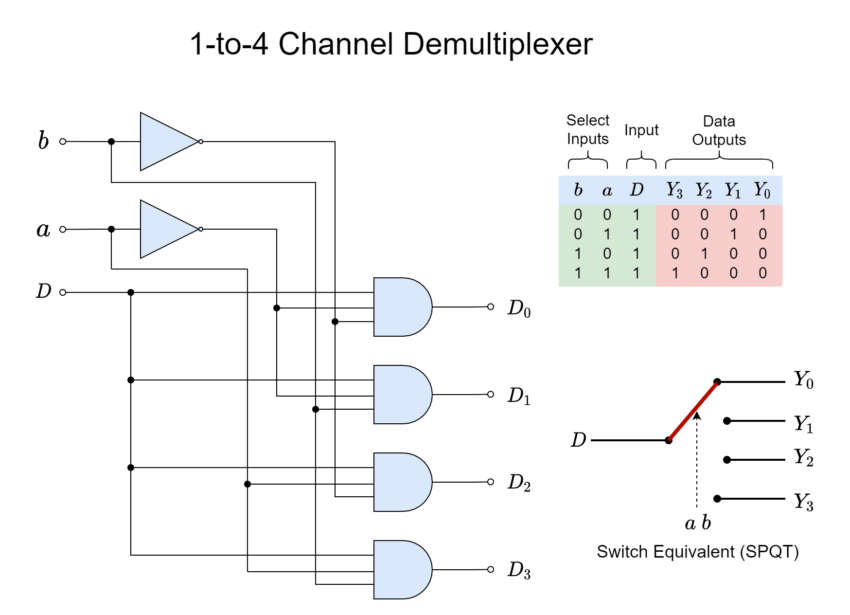 1-to-4 Channel Demultiplexer
b
a
D
D₀
D₁
D₂
D₃
Select Input Data
Inputs Outputs
b a D Y₃ Y₂ Y₁ Y₀
0 0 1 0 0 0 1
0 1 1 0 0 1 0
1 0 1 0 1 0 0
1 1 1 1 0 0 0
D
Y₀
Y₁
Y₂
Y₃
a b
Switch Equivalent (SPQT)